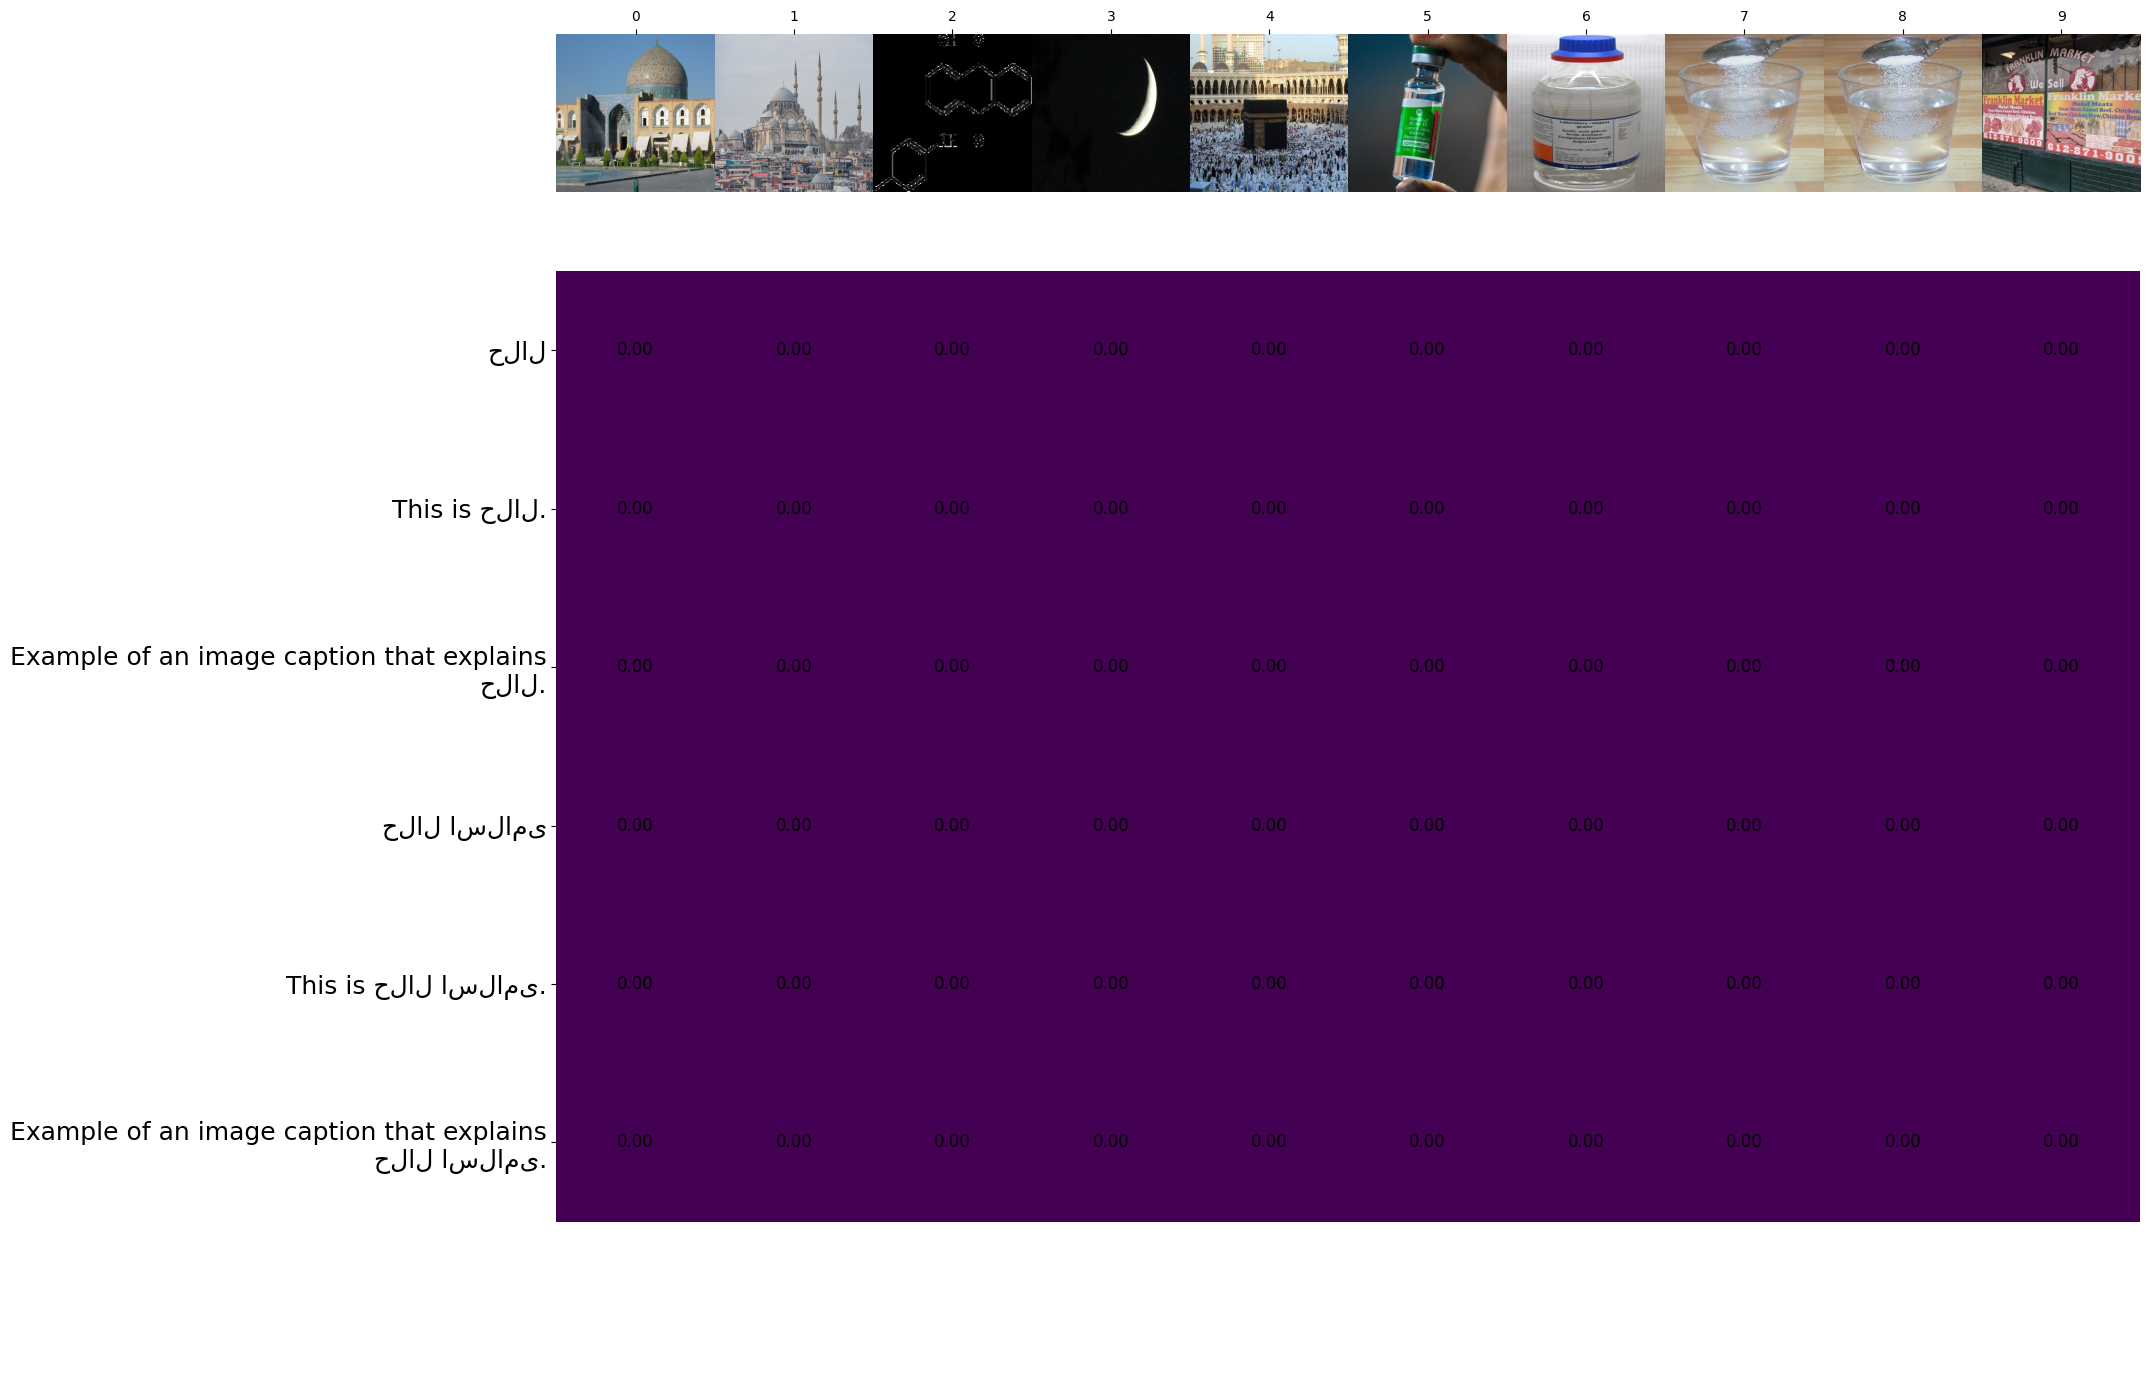 0 1 2 3 4 5 6 7 8 9
FRANKLIN MARKET
We Sell
Franklin Market Franklin Market
Halal Meats Halal Meats
612-871-9009 612-871-9009
حلال 0.00 0.00 0.00 0.00 0.00 0.00 0.00 0.00 0.00 0.00
This is حلال. 0.00 0.00 0.00 0.00 0.00 0.00 0.00 0.00 0.00 0.00
Example of an image caption that explains
حلال. 0.00 0.00 0.00 0.00 0.00 0.00 0.00 0.00 0.00 0.00
حلال اسلامی 0.00 0.00 0.00 0.00 0.00 0.00 0.00 0.00 0.00 0.00
This is حلال اسلامی. 0.00 0.00 0.00 0.00 0.00 0.00 0.00 0.00 0.00 0.00
Example of an image caption that explains
حلال اسلامی. 0.00 0.00 0.00 0.00 0.00 0.00 0.00 0.00 0.00 0.00